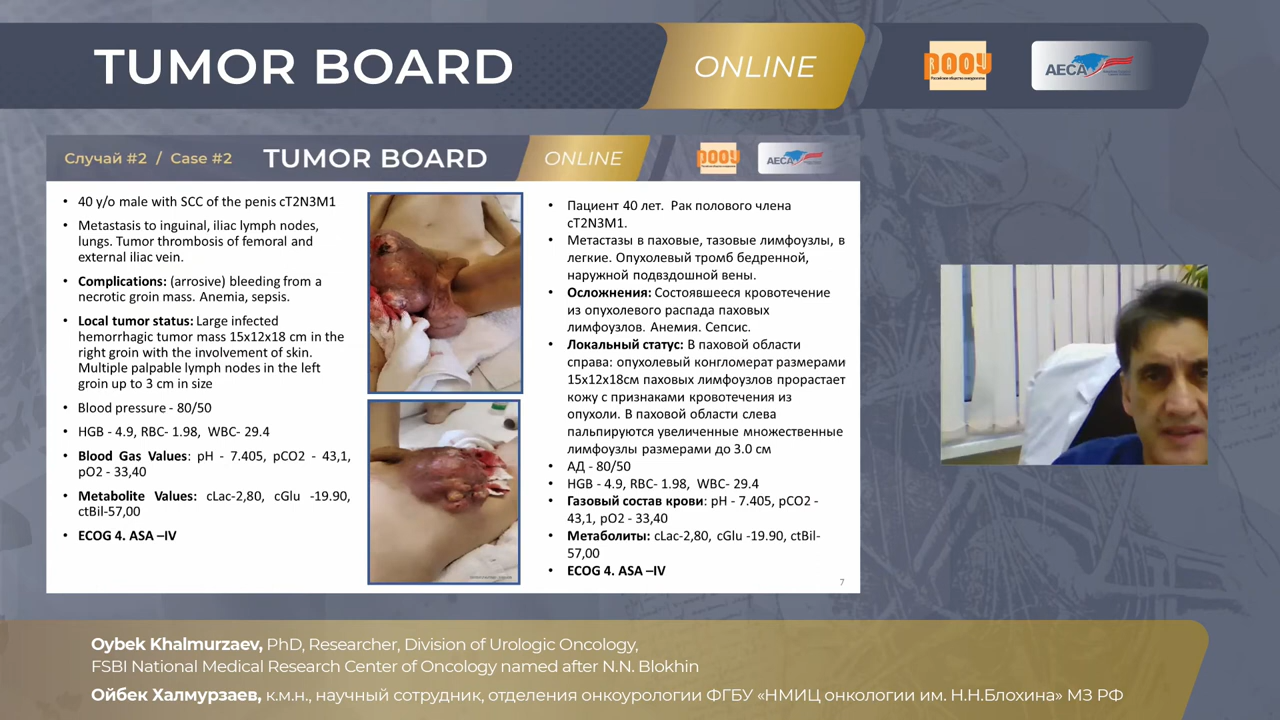 TUMOR BOARD
ONLINE
ROOU
Российское общество онкоурологов
AECA
Случай #2 / Case #2
TUMOR BOARD
ONLINE
ROOU
AECA
• 40 y/o male with SCC of the penis cT2N3M1
• Metastasis to inguinal, iliac lymph nodes,
lungs. Tumor thrombosis of femoral and
external iliac vein.
• Complications: (arrosive) bleeding from a
necrotic groin mass. Anemia, sepsis.
• Local tumor status: Large infected
hemorrhagic tumor mass 15x12x18 cm in the
right groin with the involvement of skin.
Multiple palpable lymph nodes in the left
groin up to 3 cm in size
• Blood pressure - 80/50
• HGB - 4.9, RBC- 1.98, WBC- 29.4
• Blood Gas Values: pH - 7.405, pCO2 - 43,1,
pO2 - 33,40
• Metabolite Values: cLac-2,80, cGlu -19.90,
ctBil-57,00
• ECOG 4. ASA –IV
• Пациент 40 лет. Рак полового члена
cT2N3M1.
• Метастазы в паховые, тазовые лимфоузлы, в
легкие. Опухолевый тромб бедренной,
наружной подвздошной вены.
• Осложнения: Состоявшееся кровотечение
из опухолевого распада паховых
лимфоузлов. Анемия. Сепсис.
• Локальный статус: В паховой области
справа: опухолевый конгломерат размерами
15х12х18см паховых лимфоузлов прорастает
кожу с признаками кровотечения из
опухоли. В паховой области слева
пальпируются увеличенные множественные
лимфоузлы размерами до 3.0 см
• АД - 80/50
• HGB - 4.9, RBC- 1.98, WBC- 29.4
• Газовый состав крови: pH - 7.405, pCO2 -
43,1, pO2 - 33,40
• Метаболиты: cLac-2,80, cGlu -19.90, ctBil-
57,00
• ECOG 4. ASA –IV
7
Oybek Khalmurzaev, PhD, Researcher, Division of Urologic Oncology,
FSBI National Medical Research Center of Oncology named after N.N. Blokhin
Ойбек Халмурзаев, к.м.н., научный сотрудник, отделения онкоурологии ФГБУ «НМИЦ онкологии им. Н.Н.Блохина» МЗ РФ